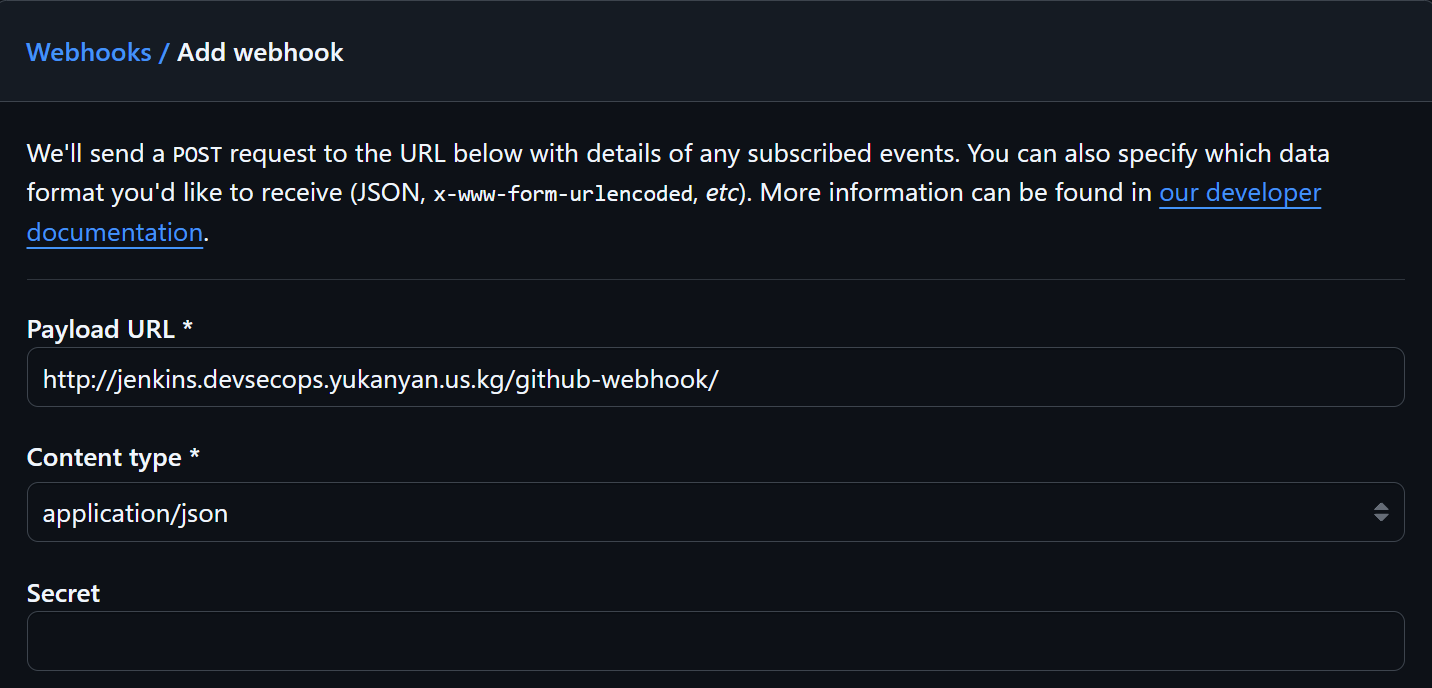 Webhooks / Add webhook
We'll send a POST request to the URL below with details of any subscribed events. You can also specify which data
format you'd like to receive (JSON, x-www-form-urlencoded, etc). More information can be found in our developer
documentation.
Payload URL *
http://jenkins.devsecops.yukanyan.us.kg/github-webhook/
Content type *
application/json
Secret